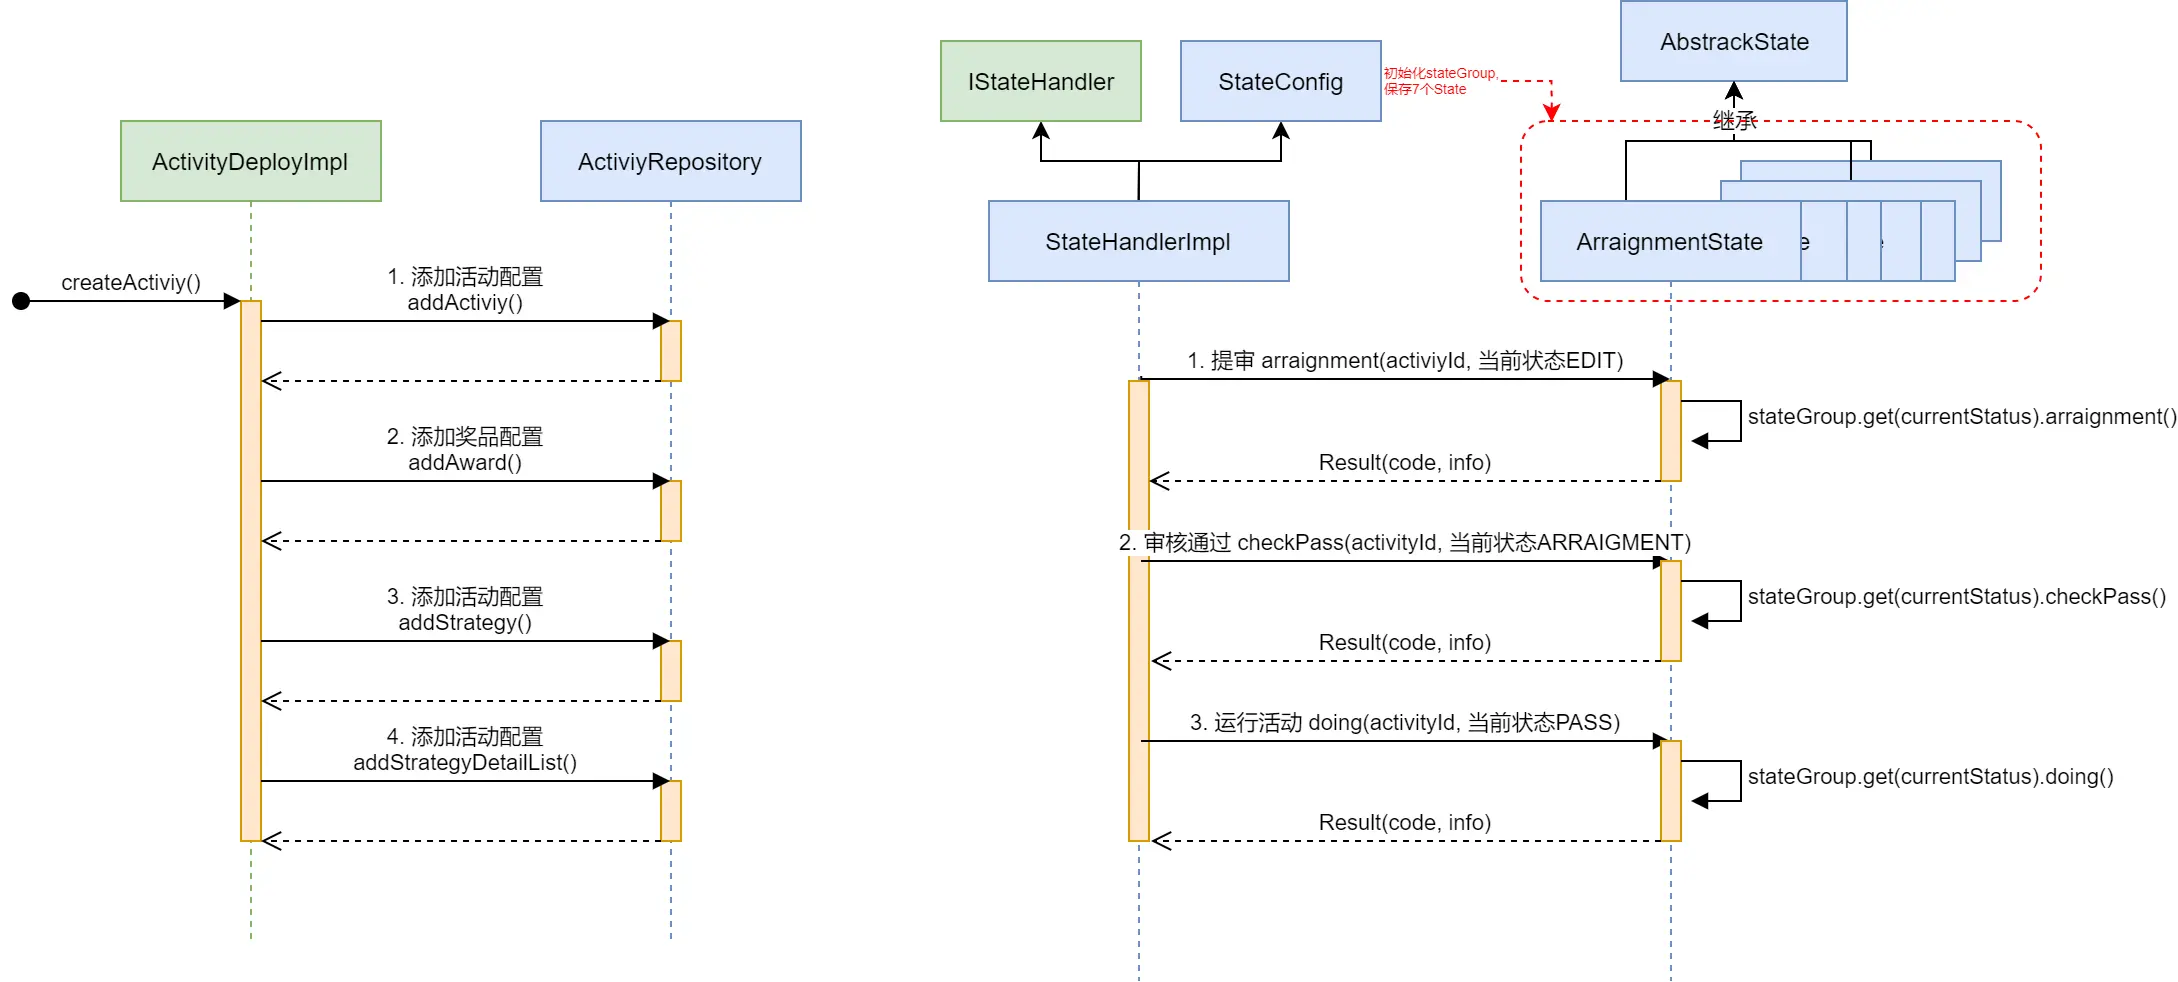 ActivityDeployImpl
ActiviyRepository
createActiviy()
1. 添加活动配置
addActiviy()
2. 添加奖品配置
addAward()
3. 添加活动配置
addStrategy()
4. 添加活动配置
addStrategyDetailList()
IStateHandler
StateConfig
初始化stateGroup,
保存7个State
AbstrackState
继承
StateHandlerImpl
ArraignmentState
e
1. 提审 arraignment(activiyId, 当前状态EDIT)
stateGroup.get(currentStatus).arraignment()
Result(code, info)
2. 审核通过 checkPass(activityId, 当前状态ARRAIGMENT)
stateGroup.get(currentStatus).checkPass()
Result(code, info)
3. 运行活动 doing(activityId, 当前状态PASS)
stateGroup.get(currentStatus).doing()
Result(code, info)